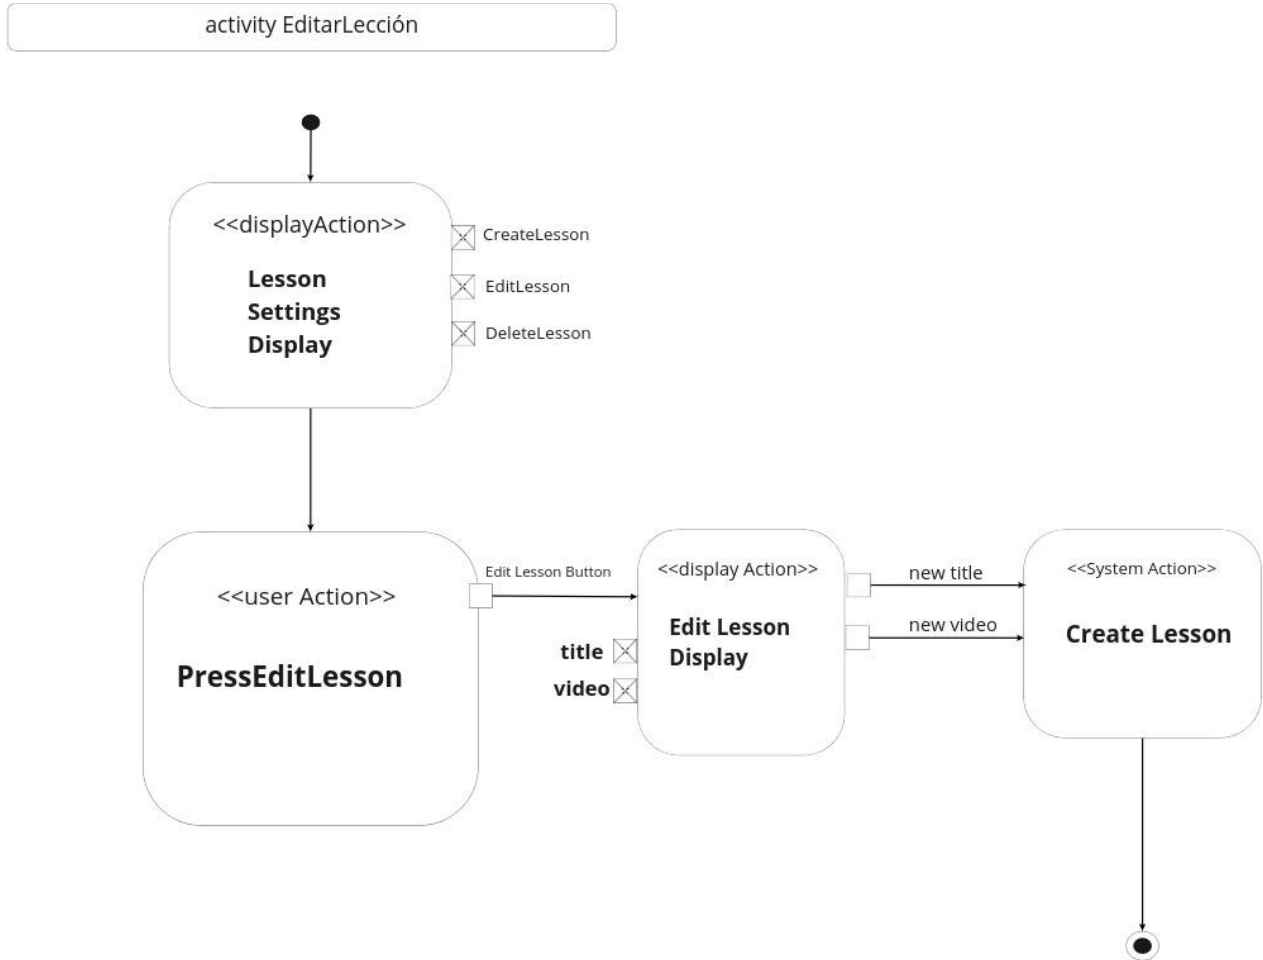 activity EditarLección
<<displayAction>>
Lesson
Settings
Display
CreateLesson
EditLesson
DeleteLesson
<<user Action>>
PressEditLesson
Edit Lesson Button
<<display Action>>
Edit Lesson
Display
title
video
new title
new video
<<System Action>>
Create Lesson